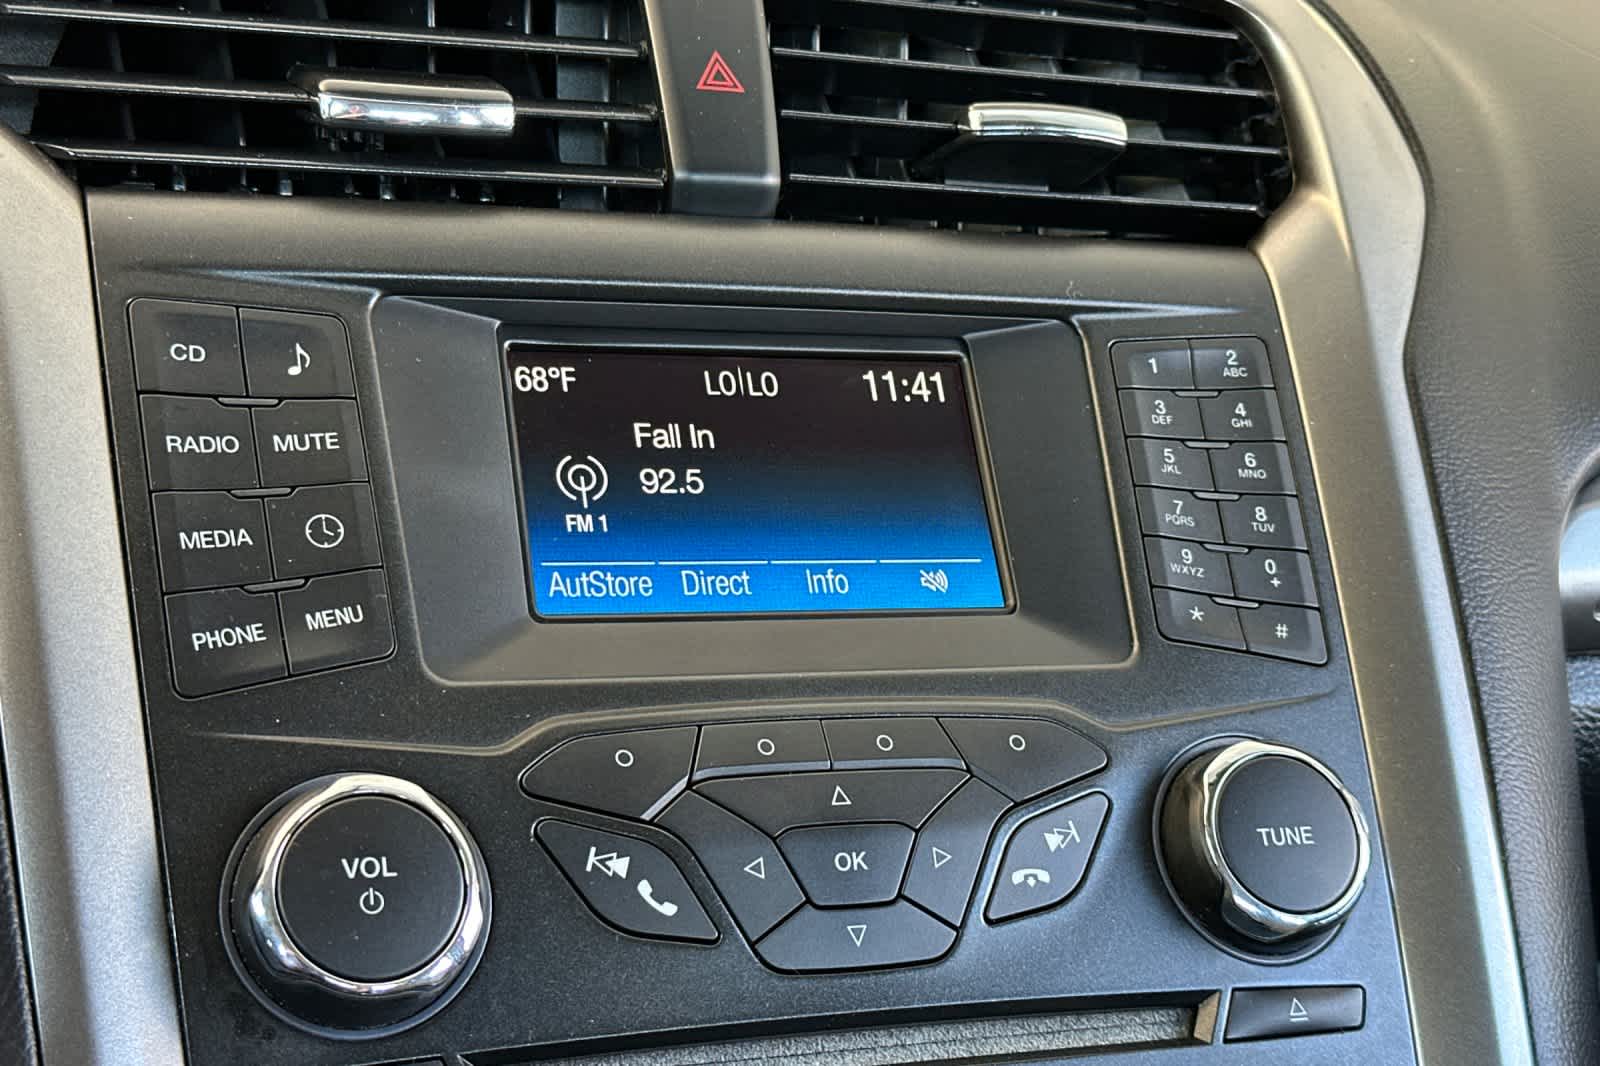 68°F LO|LO 11:41
Fall In
92.5
FM 1
AutStore Direct Info
CD
RADIO MUTE
MEDIA
PHONE MENU
1 2 ABC
3 DEF 4 GHI
5 JKL 6 MNO
7 PQRS 8 TUV
9 WXYZ 0 +
* #
VOL
OK
TUNE